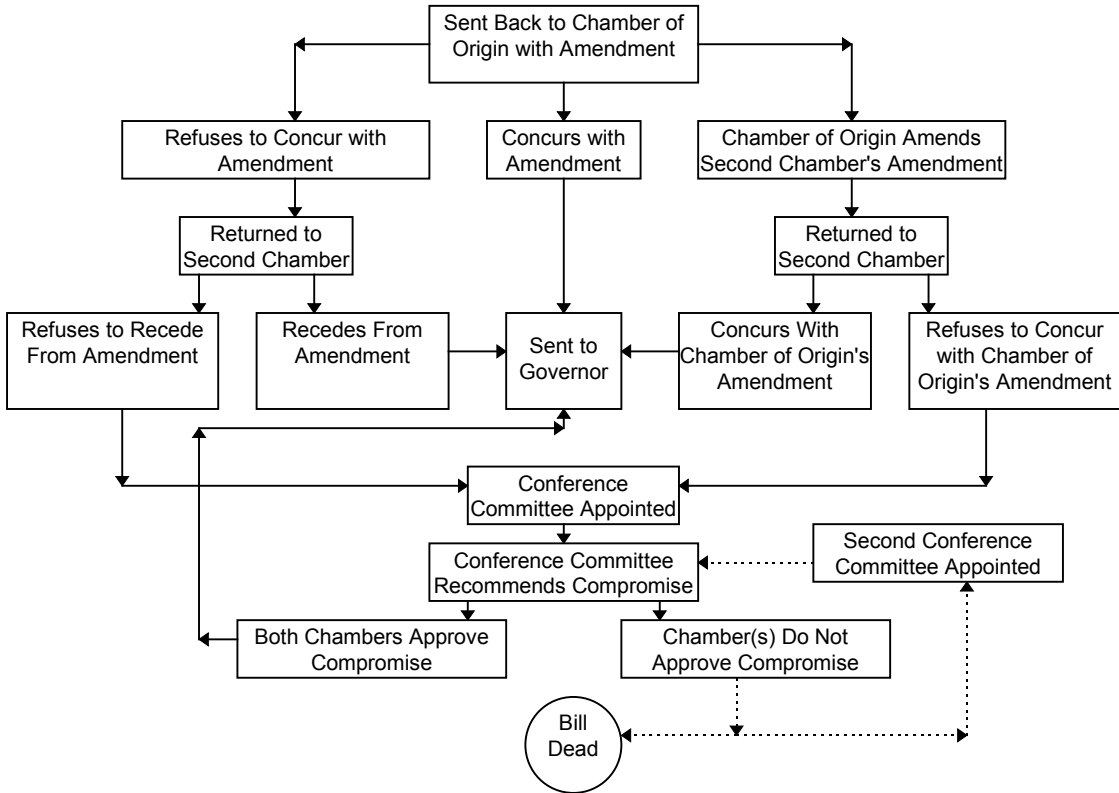 Sent Back to Chamber of
Origin with Amendment
Refuses to Concur with
Amendment
Concurs with
Amendment
Chamber of Origin Amends
Second Chamber's Amendment
Returned to
Second Chamber
Returned to
Second Chamber
Refuses to Recede
From Amendment
Recedes From
Amendment
Sent to
Governor
Concurs With
Chamber of Origin's
Amendment
Refuses to Concur
with Chamber of
Origin's Amendment
Conference
Committee Appointed
Conference Committee
Recommends Compromise
Second Conference
Committee Appointed
Both Chambers Approve
Compromise
Chamber(s) Do Not
Approve Compromise
Bill
Dead